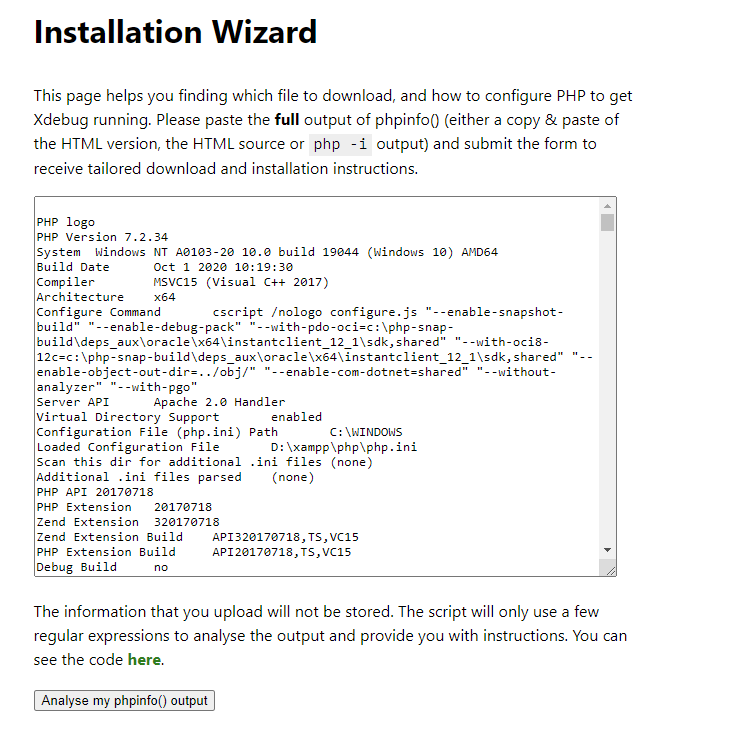 Installation Wizard
This page helps you finding which file to download, and how to configure PHP to get
Xdebug running. Please paste the full output of phpinfo() (either a copy & paste of
the HTML version, the HTML source or php -i output) and submit the form to
receive tailored download and installation instructions.
PHP logo
PHP Version 7.2.34
System Windows NT A0103-20 10.0 build 19044 (Windows 10) AMD64
Build Date Oct 1 2020 10:19:30
Compiler MSVC15 (Visual C++ 2017)
Architecture x64
Configure Command cscript /nologo configure.js "--enable-snapshot-
build" "--enable-debug-pack" "--with-pdo-oci=c:\php-snap-
build\deps_aux\oracle\x64\instantclient_12_1\sdk,shared" "--with-oci8-
12c=c:\php-snap-build\deps_aux\oracle\x64\instantclient_12_1\sdk,shared" "--
enable-object-out-dir=../obj/" "--enable-com-dotnet=shared" "--without-
analyzer" "--with-pgo"
Server API Apache 2.0 Handler
Virtual Directory Support enabled
Configuration File (php.ini) Path C:\WINDOWS
Loaded Configuration File D:\xampp\php\php.ini
Scan this dir for additional .ini files (none)
Additional .ini files parsed (none)
PHP API 20170718
PHP Extension 20170718
Zend Extension 320170718
Zend Extension Build API320170718,TS,VC15
PHP Extension Build API20170718,TS,VC15
Debug Build no
The information that you upload will not be stored. The script will only use a few
regular expressions to analyse the output and provide you with instructions. You can
see the code here.
Analyse my phpinfo() output